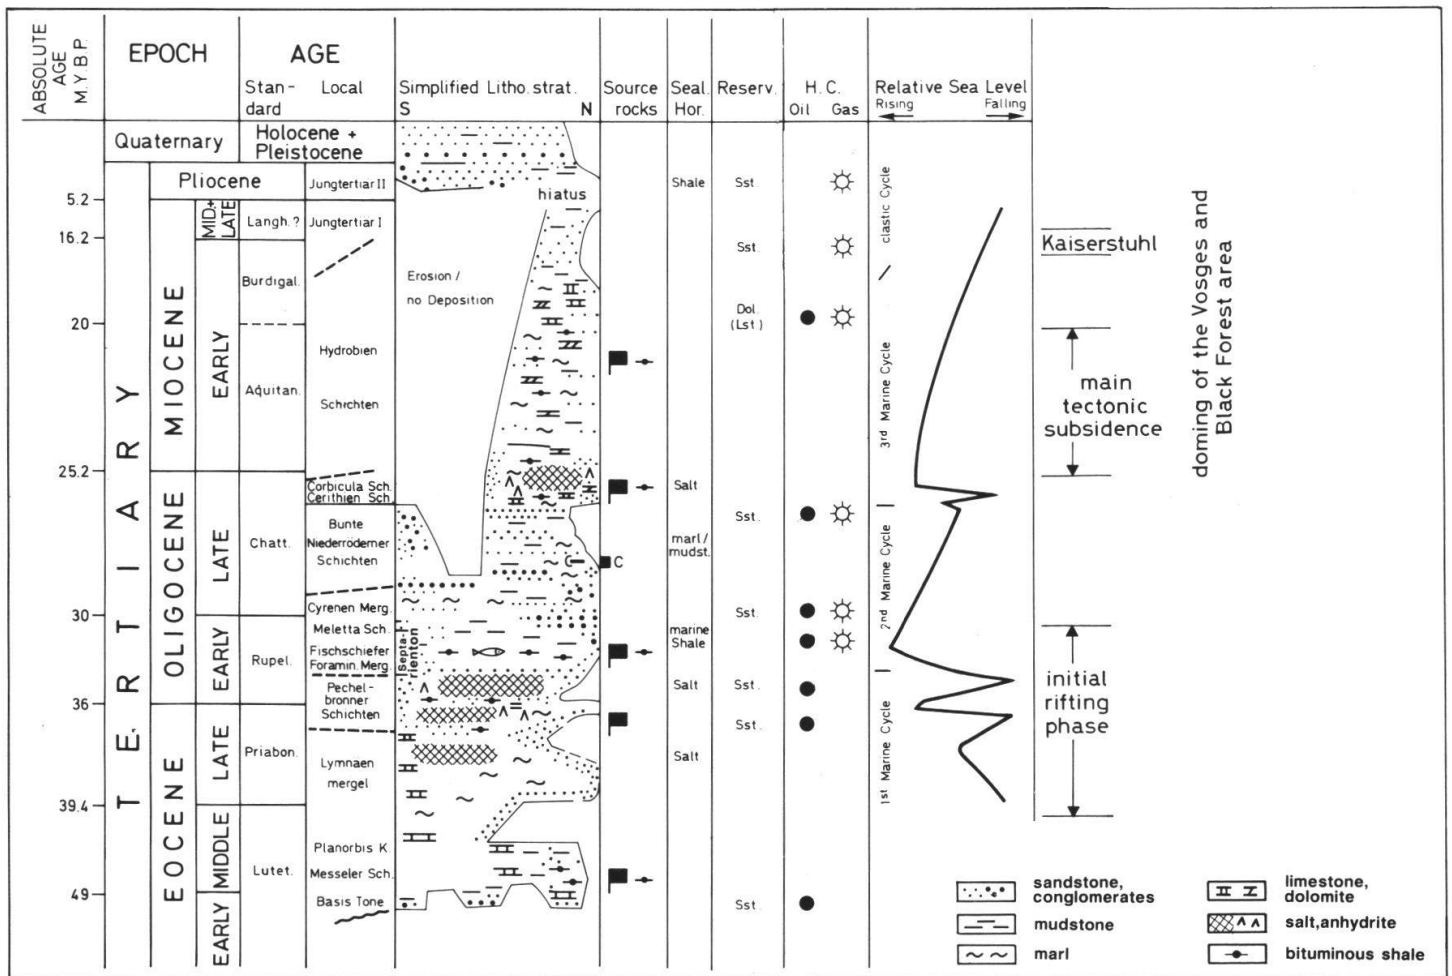 ABSOLUTE
AGE
M.Y.B.P.
EPOCH
AGE
Stan-
dard
Local
Simplified Litho. strat.
S
N
Source
rocks
Seal.
Hor.
Reserv.
H.C.
Oil Gas
Relative Sea Level
Rising
Falling
Quaternary
Holocene +
Pleistocene
TERTIARY
Pliocene
Jungtertiar II
hiatus
Shale
Sst
5.2
MIOCENE
MID.+
LATE
Langh.?
Jungtertiar I
16.2
Sst.
EARLY
Burdigal.
Erosion /
no Deposition
20
Dol.
(Lst)
Hydrobien
Aquitan.
Schichten
25.2
OLIGOCENE
LATE
Chatt.
Corbicula Sch.
Cerithien Sch.
Salt
Bunte
Niederröderner
Schichten
Sst.
marl/
mudst.
C
C
Cyrenen Merg.
Sst.
30
EARLY
Rupel.
Meletta Sch.
Septa-
rienton
marine
Shale
Fischschiefer
Foramin. Merg.
Pechel-
bronner
Schichten
Salt
Sst.
36
EOCENE
LATE
Priabon.
Sst.
Lymnaen
mergel
Salt
39.4
MIDDLE
Lutet.
Planorbis K.
Messeler Sch.
49
EARLY
Basis Tone
Sst.
clastic Cycle
3rd Marine Cycle
2nd Marine Cycle
1st Marine Cycle
Kaiserstuhl
main
tectonic
subsidence
initial
rifting
phase
doming of the Vosges and
Black Forest area
sandstone,
conglomerates
mudstone
marl
limestone,
dolomite
salt,anhydrite
bituminous shale